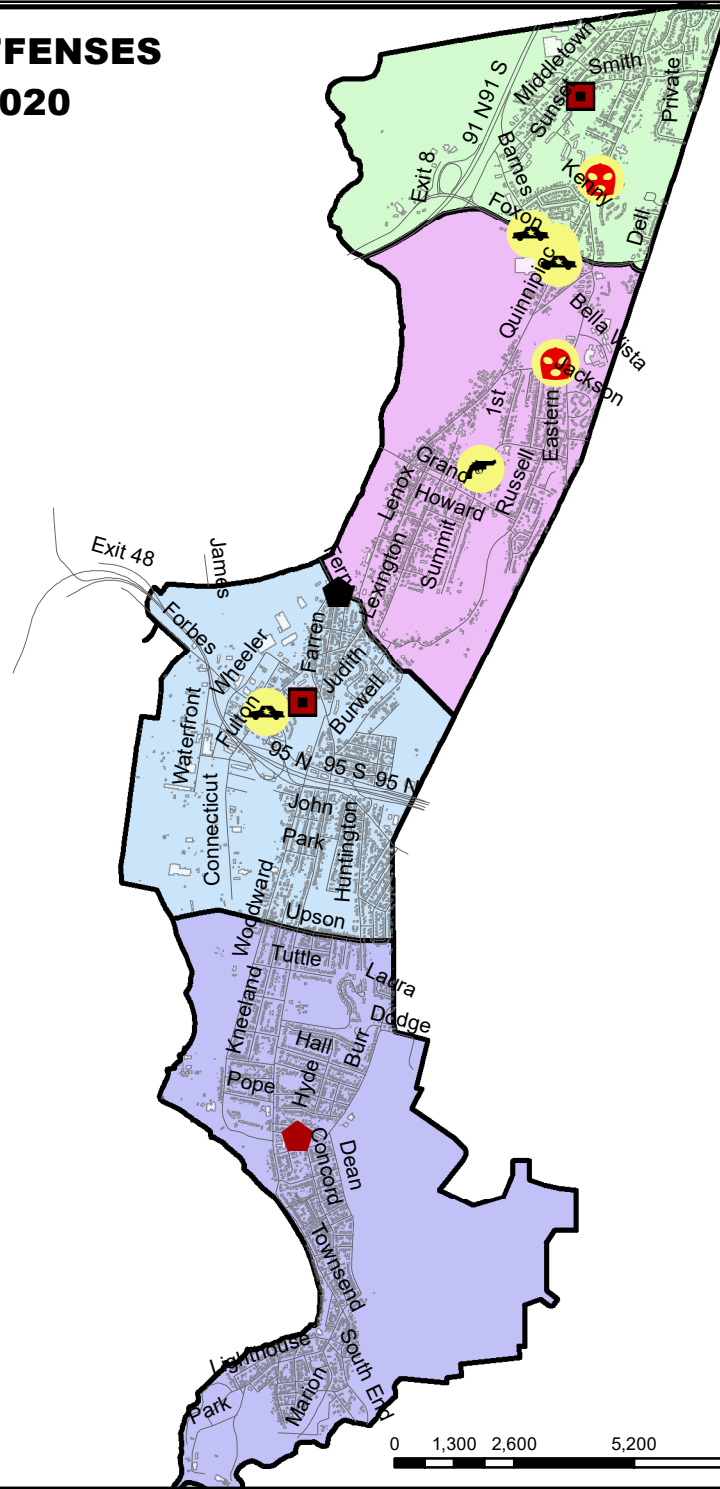 FFENSES
020
Middletown
Smith
Sunset
Private
91 N
91 S
Barnes
Exit 8
Kenny
Foxon
Dell
Quinnipiac
Bella Vista
Jackson
1st
Eastern
Grand
Russell
Lenox
Howard
Summit
Exit 48
James
Fern
Lexington
Forbes
Farren
Wheeler
Judith
Burwell
Fulton
Waterfront
95 N
95 S
95 N
Connecticut
John
Park
Huntington
Woodward
Upson
Tuttle
Laura
Kneeland
Dodge
Hall
Burr
Pope
Hyde
Concord
Dean
Townsend
Lighthouse
South End
Marion
Park
0 1,300 2,600 5,200